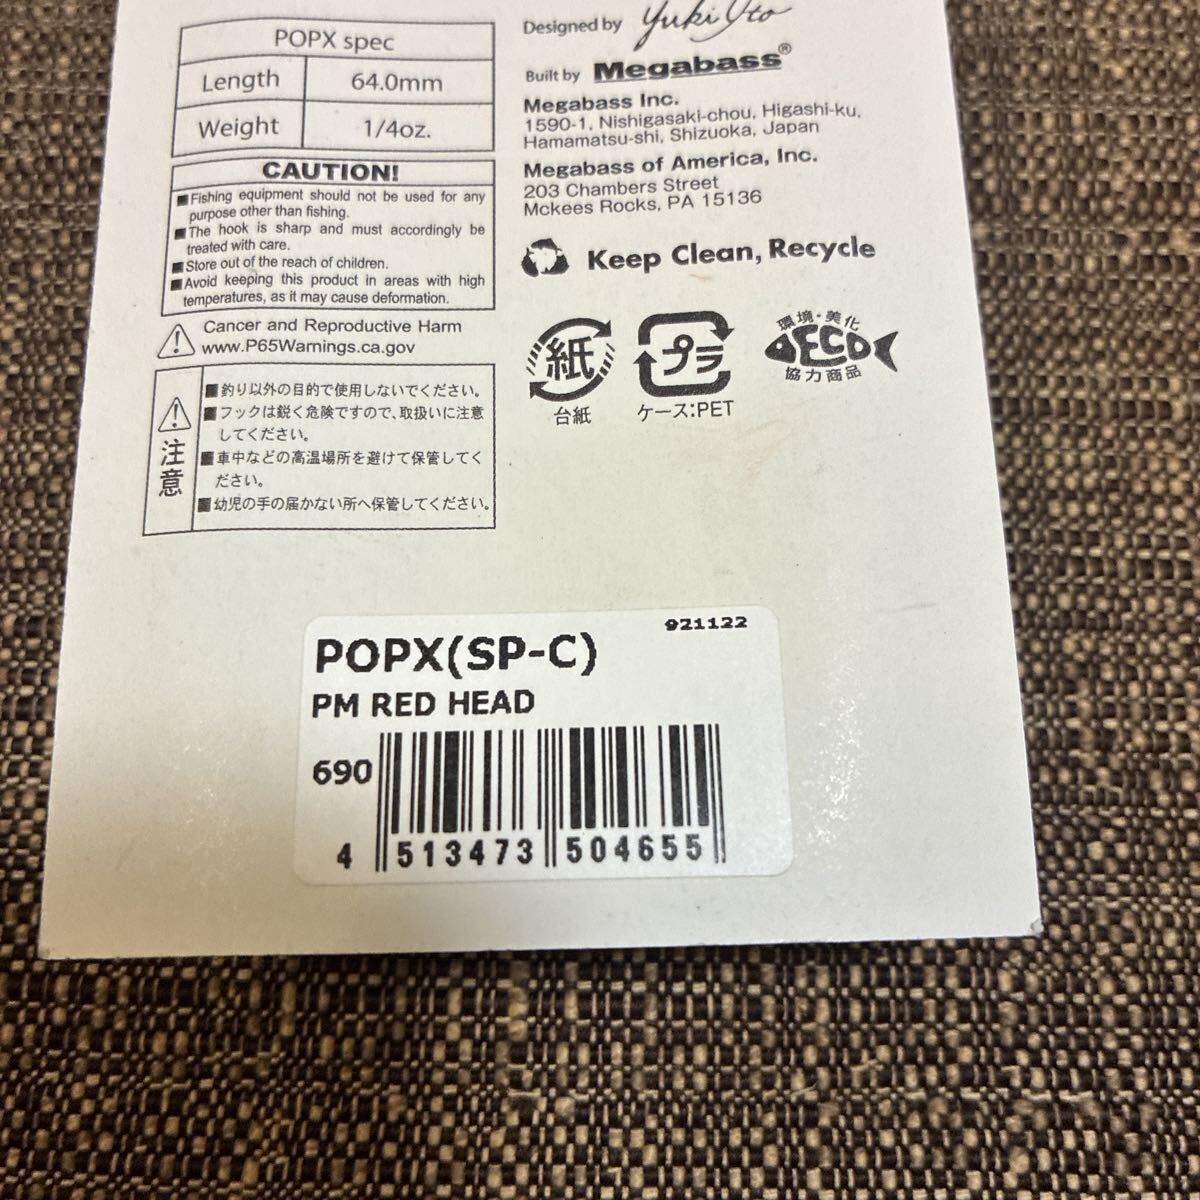 POPX spec
Length 64.0mm
Weight 1/4oz.
CAUTION!
■Fishing equipment should not be used for any
purpose other than fishing.
■The hook is sharp and must accordingly be
treated with care.
■Store out of the reach of children.
■Avoid keeping this product in areas with high
temperatures, as it may cause deformation.
Cancer and Reproductive Harm
www.P65Warnings.ca.gov
注意
■釣り以外の目的で使用しないでください。
■フックは鋭く危険ですので、取扱いに注意
してください。
■車中などの高温場所を避けて保管してく
ださい。
■幼児の手の届かない所へ保管してください。
Designed by Yuki Ito
Built by Megabass®
Megabass Inc.
1590-1, Nishigasaki-chou, Higashi-ku,
Hamamatsu-shi, Shizuoka, Japan
Megabass of America, Inc.
203 Chambers Street
Mckees Rocks, PA 15136
Keep Clean, Recycle
紙
台紙
プラ
ケース:PET
環境・美化
ECO
協力商品
921122
POPX(SP-C)
PM RED HEAD
690
4 513473 504655